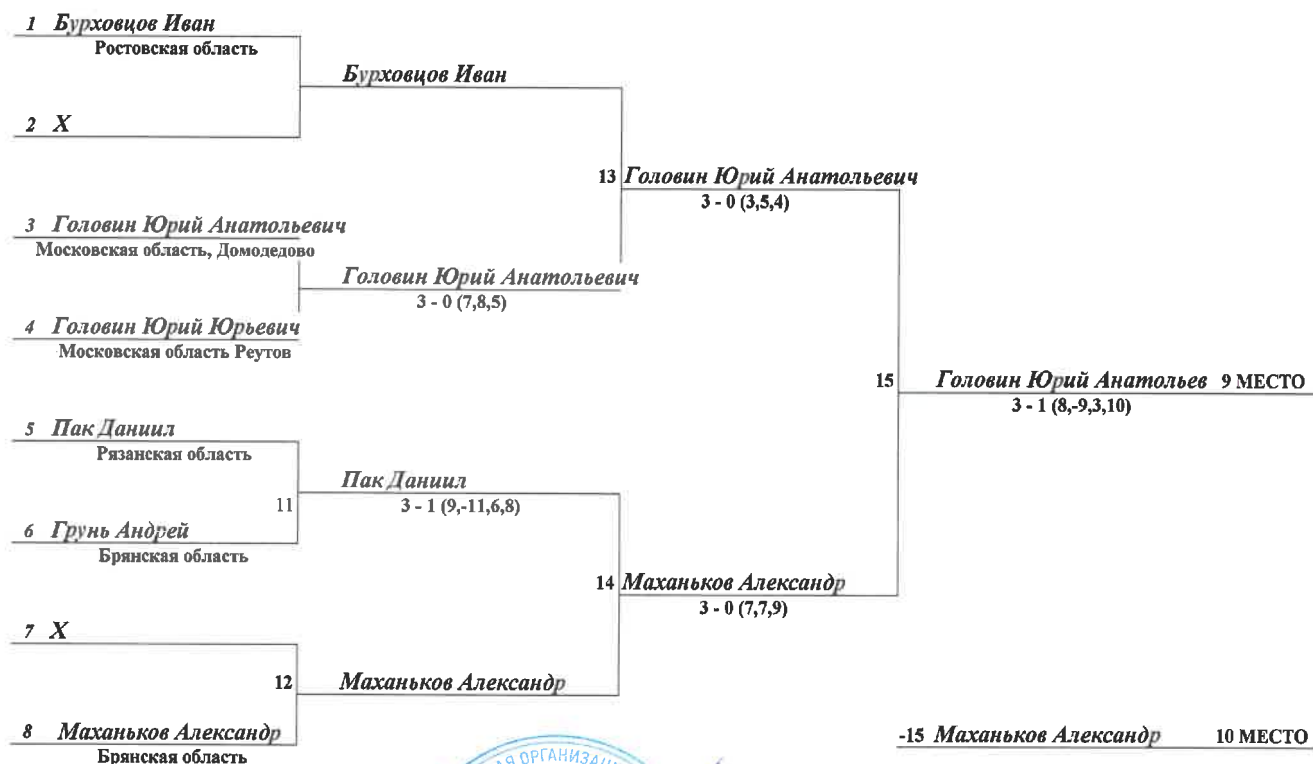 1 Бурховцов Иван
Ростовская область
Бурховцов Иван
2 X
13 Головин Юрий Анатольевич
3 - 0 (3,5,4)
3 Головин Юрий Анатольевич
Московская область, Домодедово
Головин Юрий Анатольевич
3 - 0 (7,8,5)
4 Головин Юрий Юрьевич
Московская область Реутов
15 Головин Юрий Анатольев 9 МЕСТО
3 - 1 (8,-9,3,10)
5 Пак Даниил
Рязанская область
Пак Даниил
11 3 - 1 (9,-11,6,8)
6 Грунь Андрей
Брянская область
14 Маханьков Александр
3 - 0 (7,7,9)
7 X
12 Маханьков Александр
8 Маханьков Александр
Брянская область
-15 Маханьков Александр 10 МЕСТО